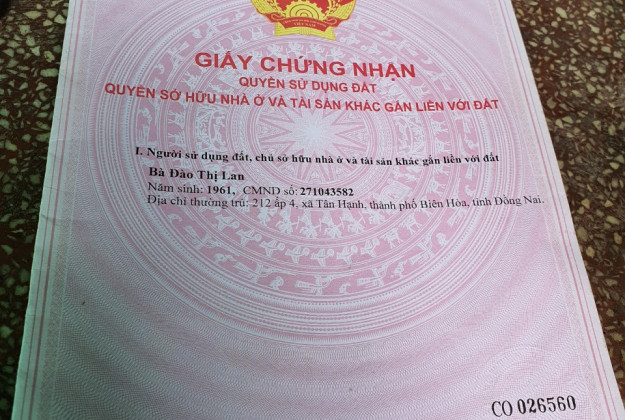 GIẤY CHỨNG NHẬN
QUYỀN SỬ DỤNG ĐẤT
QUYỀN SỞ HỮU NHÀ Ở VÀ TÀI SẢN KHÁC GẮN LIỀN VỚI ĐẤT
I. Người sử dụng đất, chủ sở hữu nhà ở và tài sản khác gắn liền với đất
Bà Đào Thị Lan
Năm sinh: 1961, CMND số: 271043582
Địa chỉ thường trú: 212 ấp 4, xã Tân Hạnh, thành phố Biên Hòa, tỉnh Đồng Nai.
CO 026560